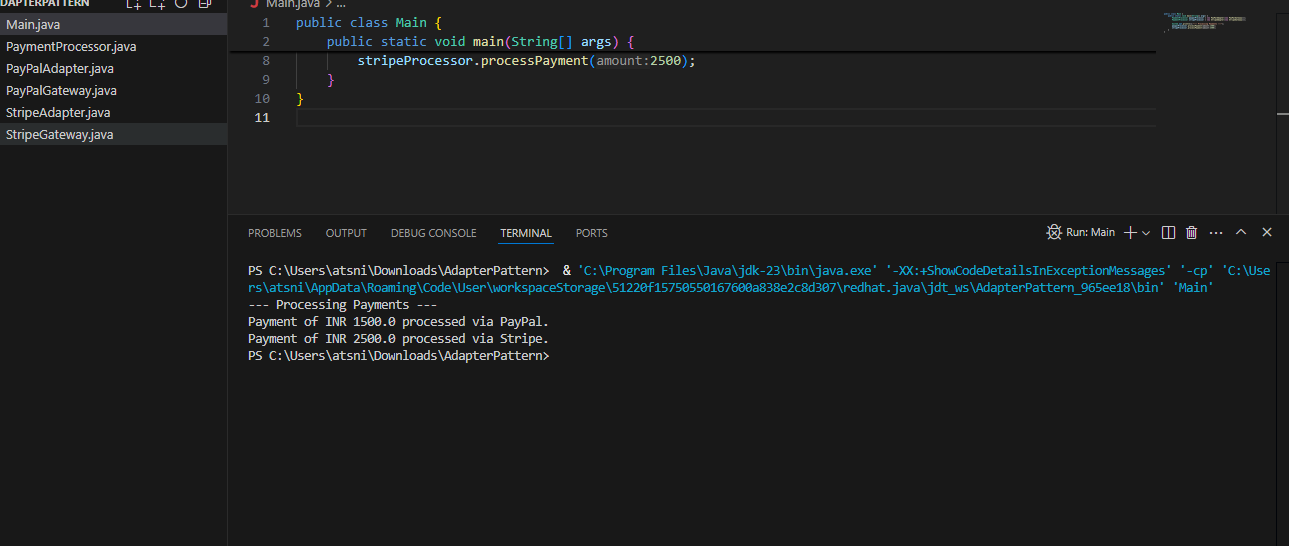 DAPTERPATTERN
Main.java
PaymentProcessor.java
PayPalAdapter.java
PayPalGateway.java
StripeAdapter.java
StripeGateway.java
Main.java > ...
1 public class Main {
2 public static void main(String[] args) {
8 stripeProcessor.processPayment(amount:2500);
9 }
10 }
11
PROBLEMS OUTPUT DEBUG CONSOLE TERMINAL PORTS Run: Main
PS C:\Users\atsni\Downloads\AdapterPattern> & 'C:\Program Files\Java\jdk-23\bin\java.exe' '-XX:+ShowCodeDetailsInExceptionMessages' '-cp' 'C:\Use
rs\atsni\AppData\Roaming\Code\User\workspaceStorage\51220f15750550167600a838e2c8d307\redhat.java\jdt_ws\AdapterPattern_965ee18\bin' 'Main'
--- Processing Payments ---
Payment of INR 1500.0 processed via PayPal.
Payment of INR 2500.0 processed via Stripe.
PS C:\Users\atsni\Downloads\AdapterPattern>